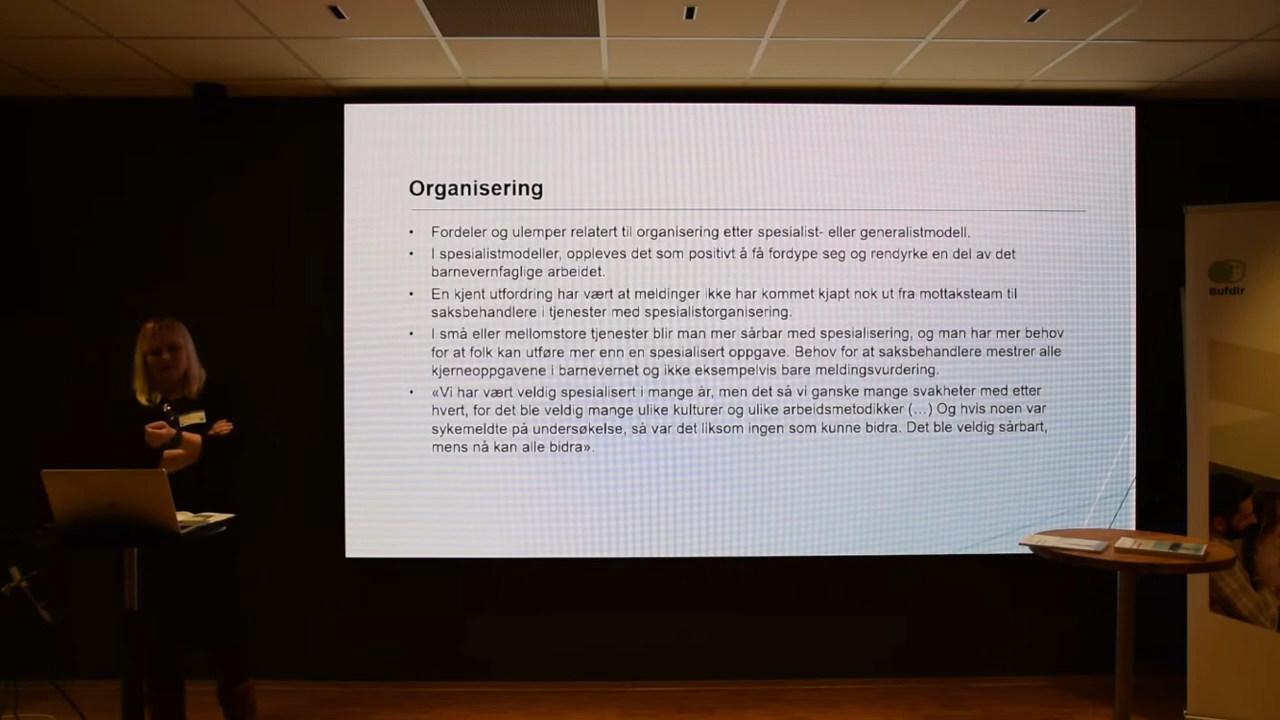 Organisering
• Fordeler og ulemper relatert til organisering etter spesialist- eller generalistmodell.
• I spesialistmodeller, oppleves det som positivt å få fordype seg og rendyrke en del av det
barnevernfaglige arbeidet.
• En kjent utfordring har vært at meldinger ikke har kommet kjapt nok ut fra mottaksteam til
saksbehandlere i tjenester med spesialistorganisering.
• I små eller mellomstore tjenester blir man mer sårbar med spesialisering, og man har mer behov
for at folk kan utføre mer enn en spesialisert oppgave. Behov for at saksbehandlere mestrer alle
kjerneoppgavene i barnevernet og ikke eksempelvis bare meldingsvurdering.
• «Vi har vært veldig spesialisert i mange år, men det så vi ganske mange svakheter med etter
hvert, for det ble veldig mange ulike kulturer og ulike arbeidsmetodikker (…) Og hvis noen var
sykemeldte på undersøkelse, så var det liksom ingen som kunne bidra. Det ble veldig sårbart,
mens nå kan alle bidra».
Bufdir